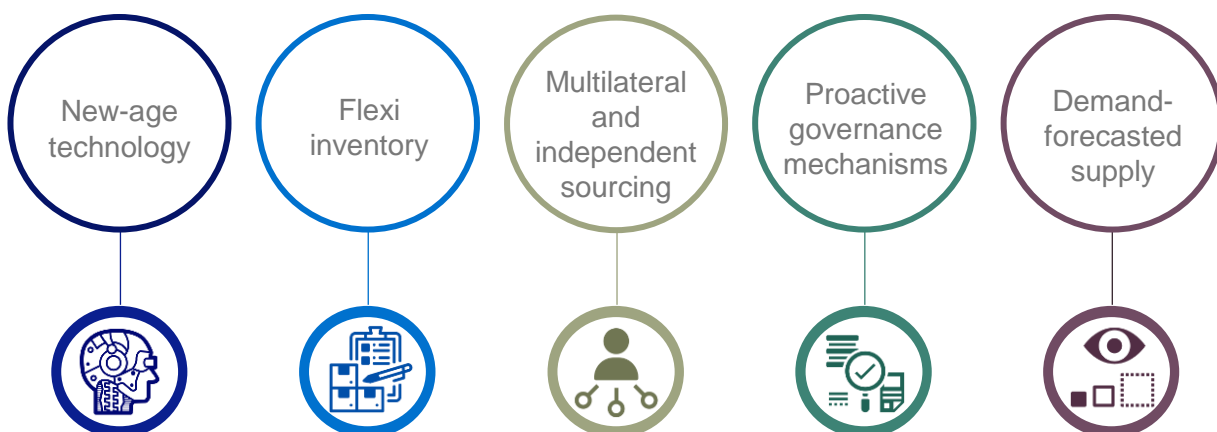 New-age
technology
Flexi
inventory
Multilateral
and
independent
sourcing
Proactive
governance
mechanisms
Demand-
forecasted
supply